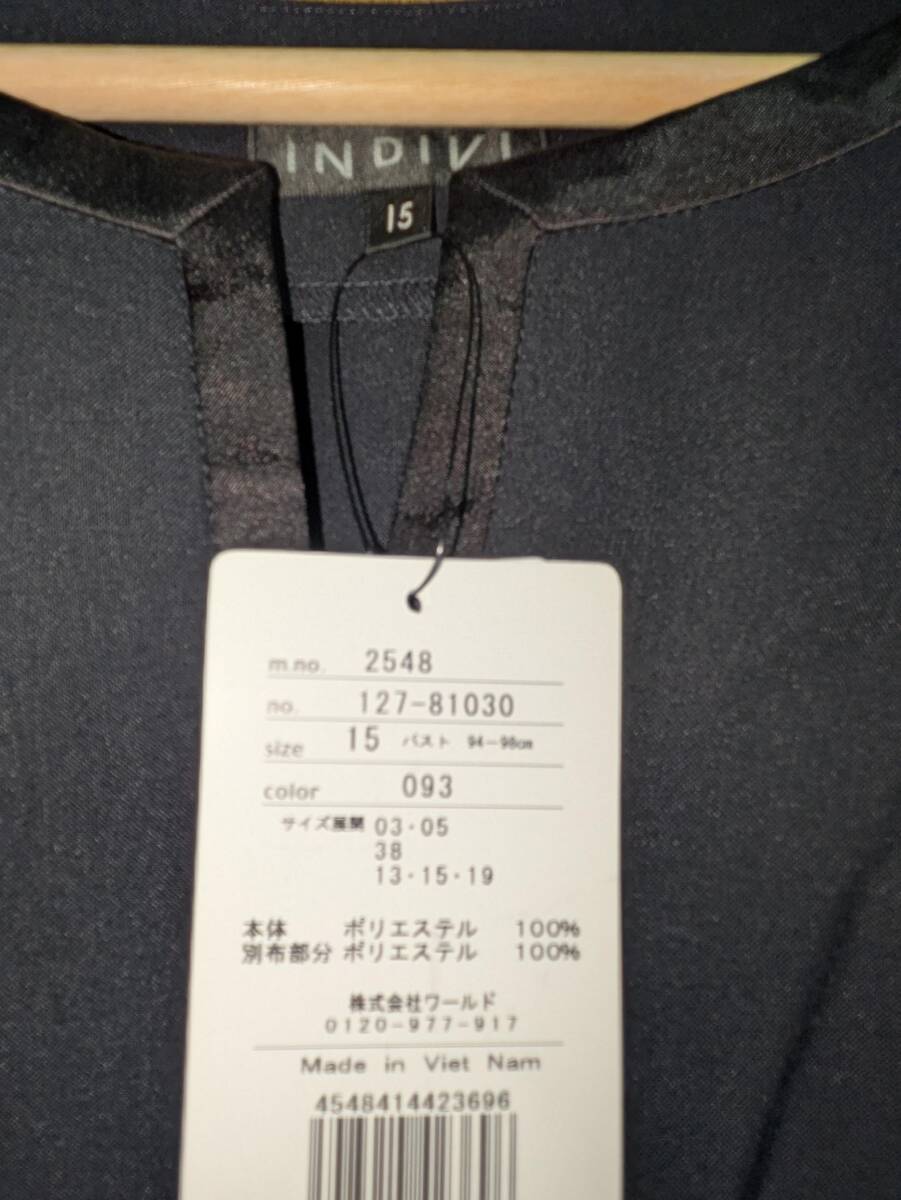 INDIVI
15
m.no. 2548
no. 127-81030
size 15 バスト 94-98cm
color 093
サイズ展開 03・05
38
13・15・19
本体 ポリエステル 100%
別布部分 ポリエステル 100%
株式会社ワールド
0120-977-917
Made in Viet Nam
4548414423696